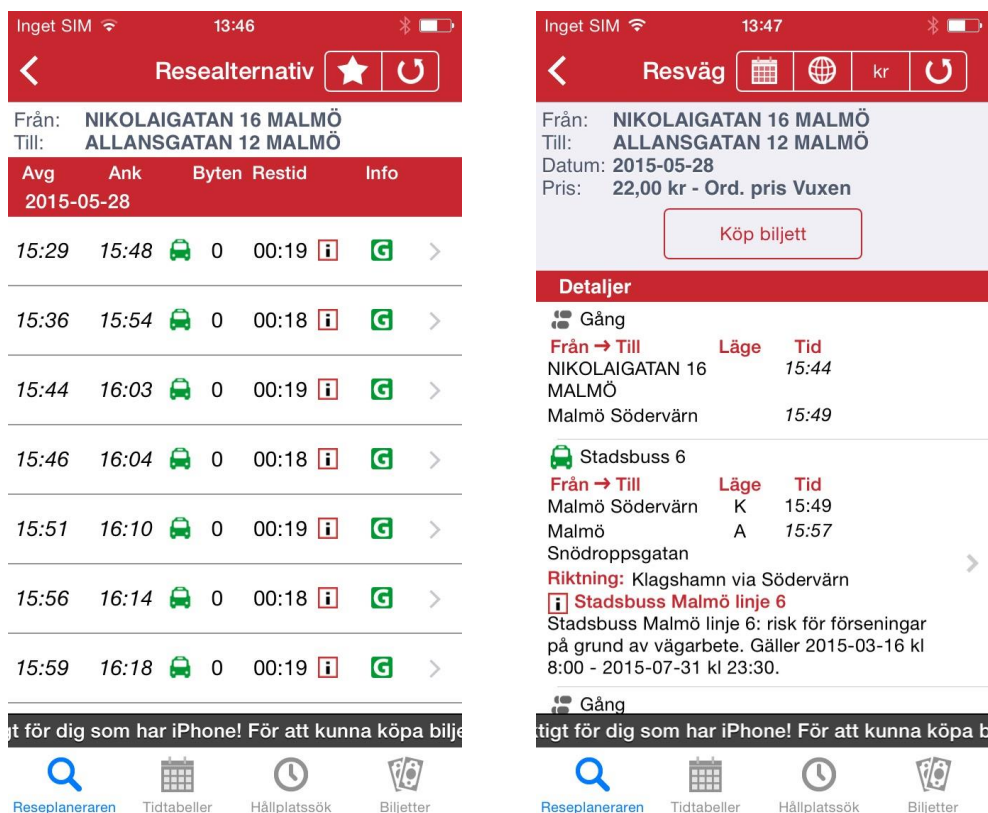 Inget SIM 13:46
Resealternativ
Från: NIKOLAIGATAN 16 MALMÖ
Till: ALLANSGATAN 12 MALMÖ
Avg Ank Byten Restid Info
2015-05-28
15:29 15:48 0 00:19 i G
15:36 15:54 0 00:18 i G
15:44 16:03 0 00:19 i G
15:46 16:04 0 00:18 i G
15:51 16:10 0 00:19 i G
15:56 16:14 0 00:18 i G
15:59 16:18 0 00:19 i G
gt för dig som har iPhone! För att kunna köpa bilje
Reseplaneraren Tidtabeller Hållplatssök Biljetter
Inget SIM 13:47
Resväg kr
Från: NIKOLAIGATAN 16 MALMÖ
Till: ALLANSGATAN 12 MALMÖ
Datum: 2015-05-28
Pris: 22,00 kr - Ord. pris Vuxen
Köp biljett
Detaljer
Gång
Från → Till Läge Tid
NIKOLAIGATAN 16 15:44
MALMÖ
Malmö Södervärn 15:49
Stadsbuss 6
Från → Till Läge Tid
Malmö Södervärn K 15:49
Malmö A 15:57
Snödroppsgatan
Riktning: Klagshamn via Södervärn
i Stadsbuss Malmö linje 6
Stadsbuss Malmö linje 6: risk för förseningar
på grund av vägarbete. Gäller 2015-03-16 kl
8:00 - 2015-07-31 kl 23:30.
Gång
ktigt för dig som har iPhone! För att kunna köpa b
Reseplaneraren Tidtabeller Hållplatssök Biljetter